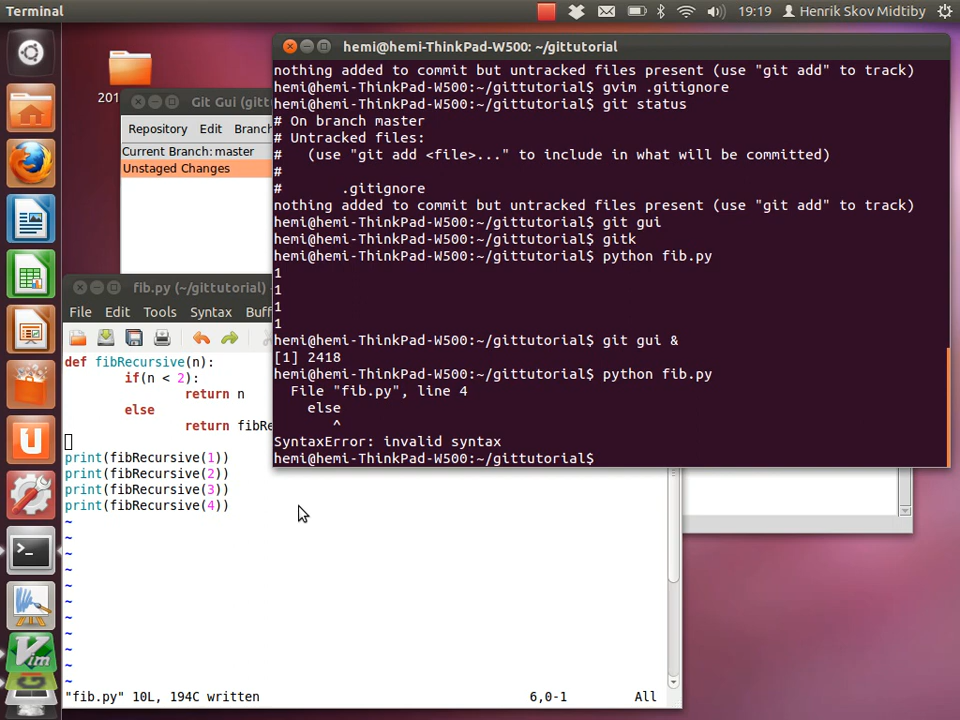 Terminal
19:19
Henrik Skov Midtiby
hemi@hemi-ThinkPad-W500: ~/gittutorial
nothing added to commit but untracked files present (use "git add" to track)
hemi@hemi-ThinkPad-W500:~/gittutorial$ gvim .gitignore
hemi@hemi-ThinkPad-W500:~/gittutorial$ git status
# On branch master
# Untracked files:
#   (use "git add <file>..." to include in what will be committed)
#
#       .gitignore
nothing added to commit but untracked files present (use "git add" to track)
hemi@hemi-ThinkPad-W500:~/gittutorial$ git gui
hemi@hemi-ThinkPad-W500:~/gittutorial$ gitk
hemi@hemi-ThinkPad-W500:~/gittutorial$ python fib.py
1
1
1
1
hemi@hemi-ThinkPad-W500:~/gittutorial$ git gui &
[1] 2418
hemi@hemi-ThinkPad-W500:~/gittutorial$ python fib.py
  File "fib.py", line 4
    else
       ^
SyntaxError: invalid syntax
hemi@hemi-ThinkPad-W500:~/gittutorial$
201
Git Gui (gitt
Repository Edit Branch
Current Branch: master
Unstaged Changes
fib.py (~/gittutorial)
File Edit Tools Syntax Buff
def fibRecursive(n):
        if(n < 2):
                return n
        else
                return fibRe
print(fibRecursive(1))
print(fibRecursive(2))
print(fibRecursive(3))
print(fibRecursive(4))
~
~
~
~
~
~
~
~
~
~
~
"fib.py" 10L, 194C written 6,0-1 All